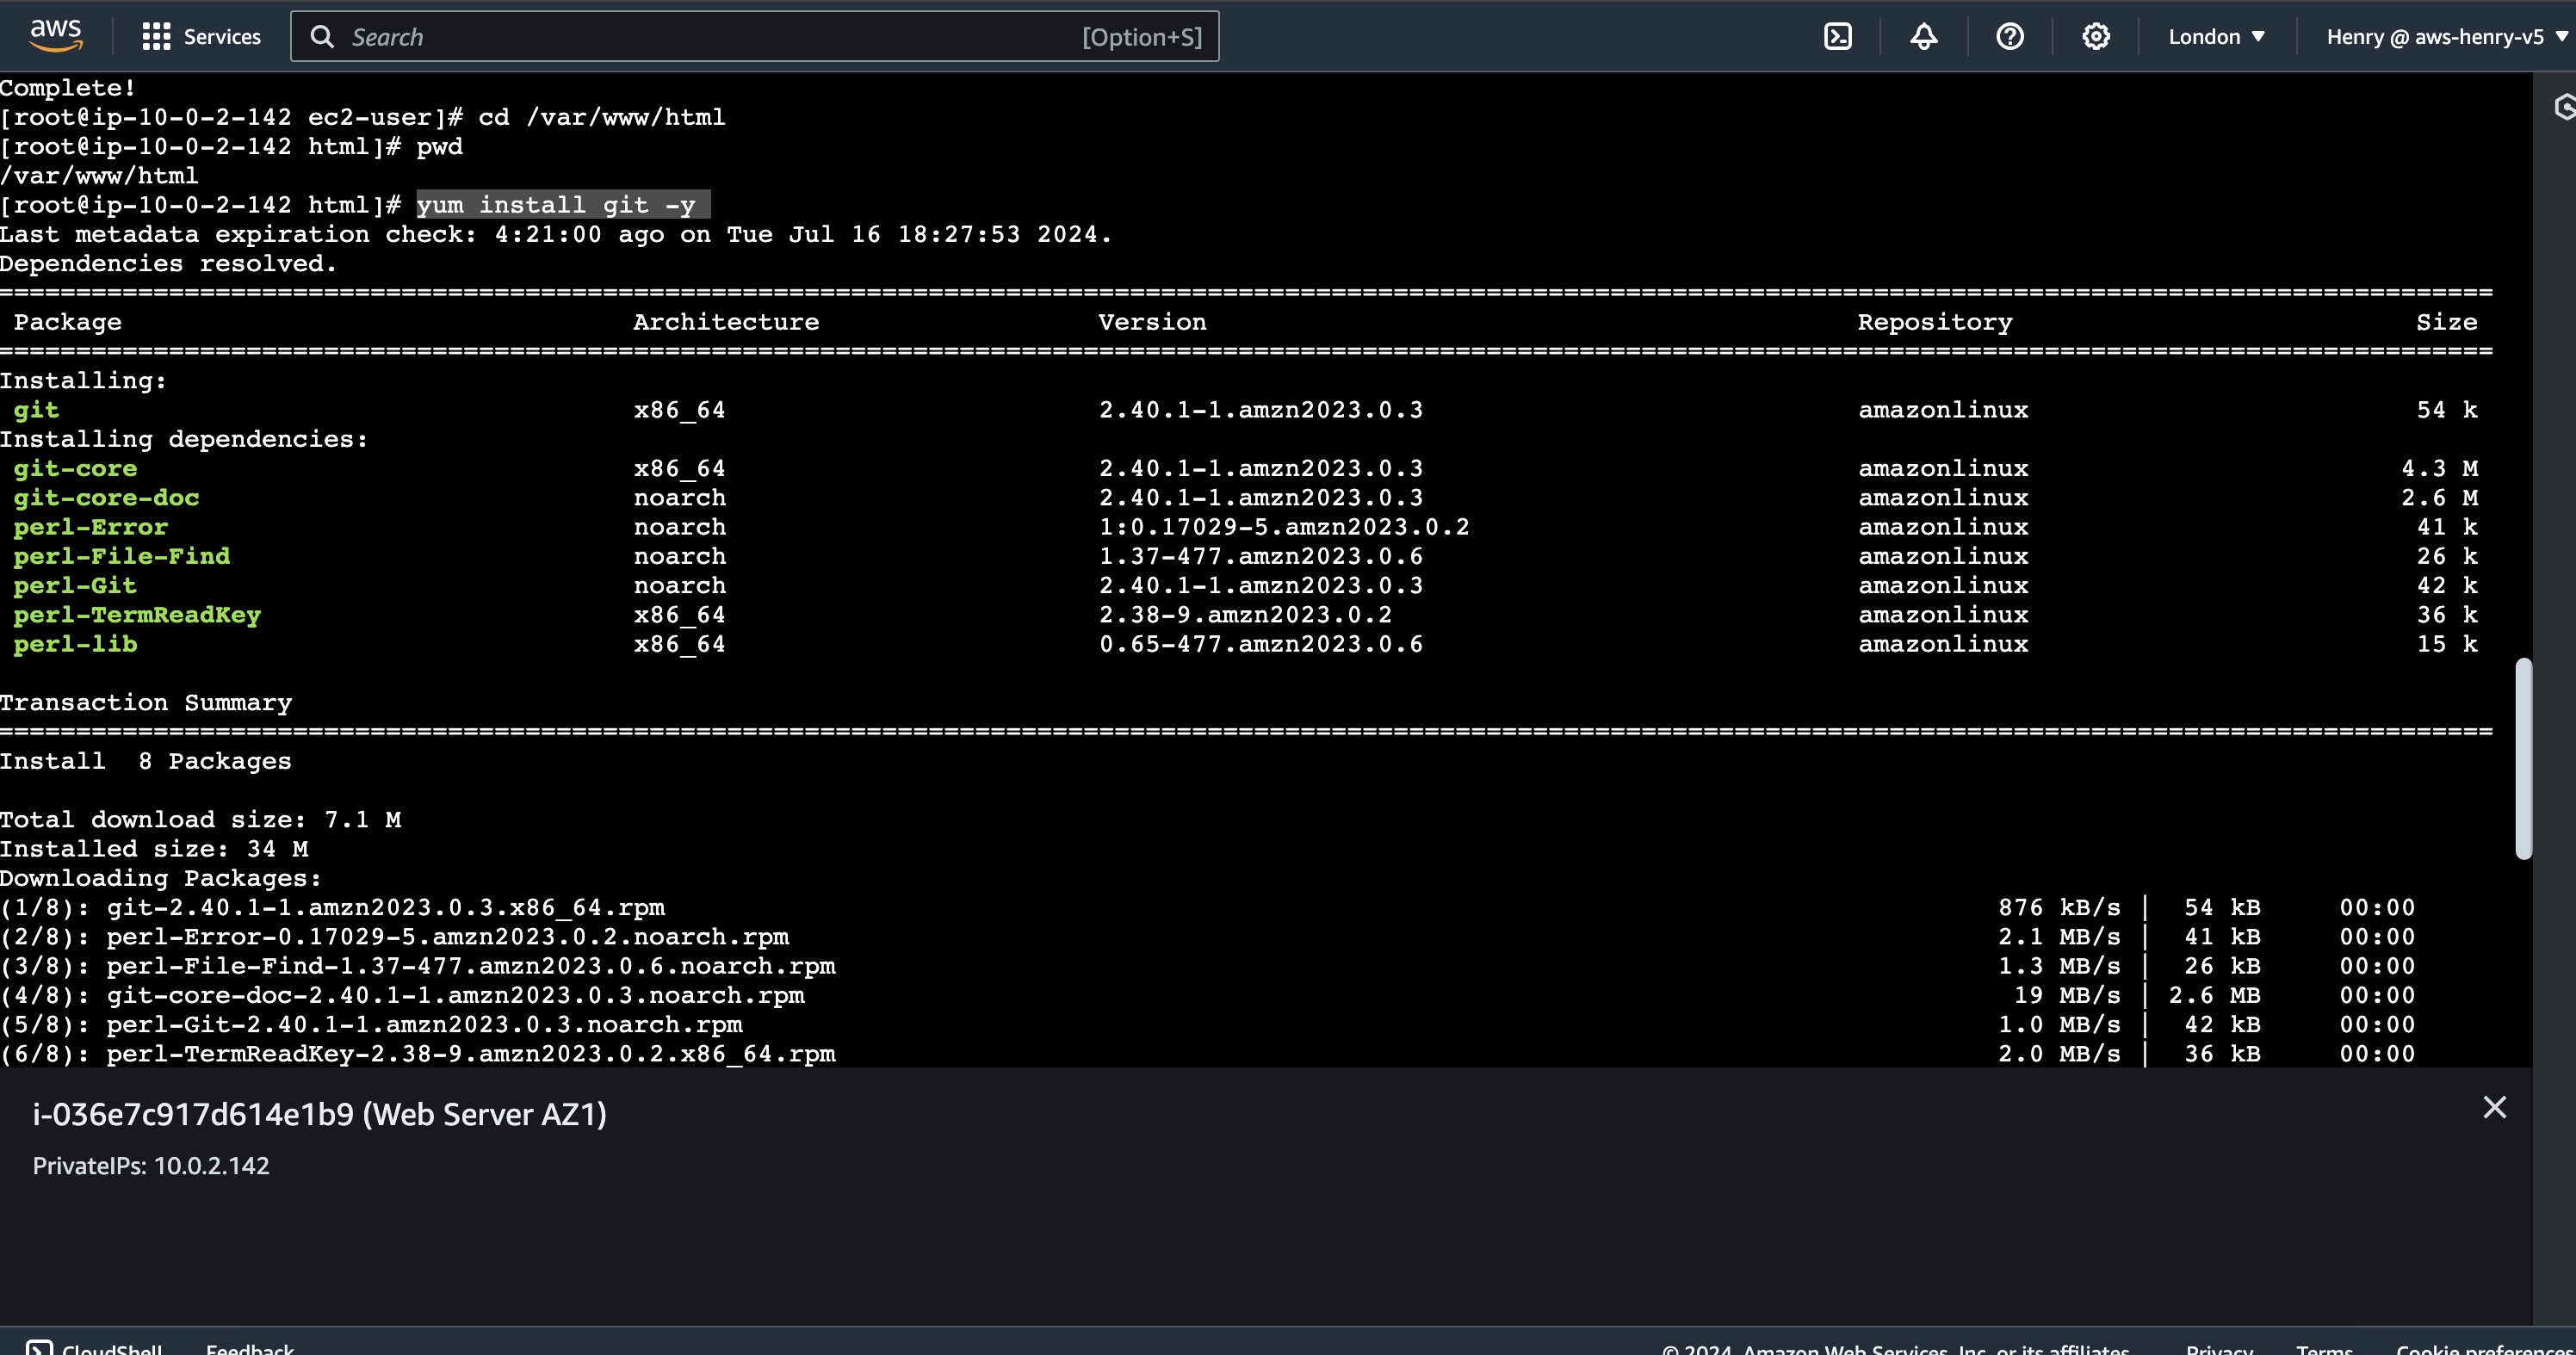 aws Services Search [Option+S] London Henry @ aws-henry-v5
Complete!
[root@ip-10-0-2-142 ec2-user]# cd /var/www/html
[root@ip-10-0-2-142 html]# pwd
/var/www/html
[root@ip-10-0-2-142 html]# yum install git -y
Last metadata expiration check: 4:21:00 ago on Tue Jul 16 18:27:53 2024.
Dependencies resolved.
================================================================================
Package Architecture Version Repository Size
================================================================================
Installing:
git x86_64 2.40.1-1.amzn2023.0.3 amazonlinux 54 k
Installing dependencies:
git-core x86_64 2.40.1-1.amzn2023.0.3 amazonlinux 4.3 M
git-core-doc noarch 2.40.1-1.amzn2023.0.3 amazonlinux 2.6 M
perl-Error noarch 1:0.17029-5.amzn2023.0.2 amazonlinux 41 k
perl-File-Find noarch 1.37-477.amzn2023.0.6 amazonlinux 26 k
perl-Git noarch 2.40.1-1.amzn2023.0.3 amazonlinux 42 k
perl-TermReadKey x86_64 2.38-9.amzn2023.0.2 amazonlinux 36 k
perl-lib x86_64 0.65-477.amzn2023.0.6 amazonlinux 15 k
Transaction Summary
================================================================================
Install 8 Packages
Total download size: 7.1 M
Installed size: 34 M
Downloading Packages:
(1/8): git-2.40.1-1.amzn2023.0.3.x86_64.rpm 876 kB/s | 54 kB 00:00
(2/8): perl-Error-0.17029-5.amzn2023.0.2.noarch.rpm 2.1 MB/s | 41 kB 00:00
(3/8): perl-File-Find-1.37-477.amzn2023.0.6.noarch.rpm 1.3 MB/s | 26 kB 00:00
(4/8): git-core-doc-2.40.1-1.amzn2023.0.3.noarch.rpm 19 MB/s | 2.6 MB 00:00
(5/8): perl-Git-2.40.1-1.amzn2023.0.3.noarch.rpm 1.0 MB/s | 42 kB 00:00
(6/8): perl-TermReadKey-2.38-9.amzn2023.0.2.x86_64.rpm 2.0 MB/s | 36 kB 00:00
i-036e7c917d614e1b9 (Web Server AZ1)
PrivateIPs: 10.0.2.142
CloudShell Feedback © 2024, Amazon Web Services, Inc. or its affiliates. Privacy Terms Cookie preferences